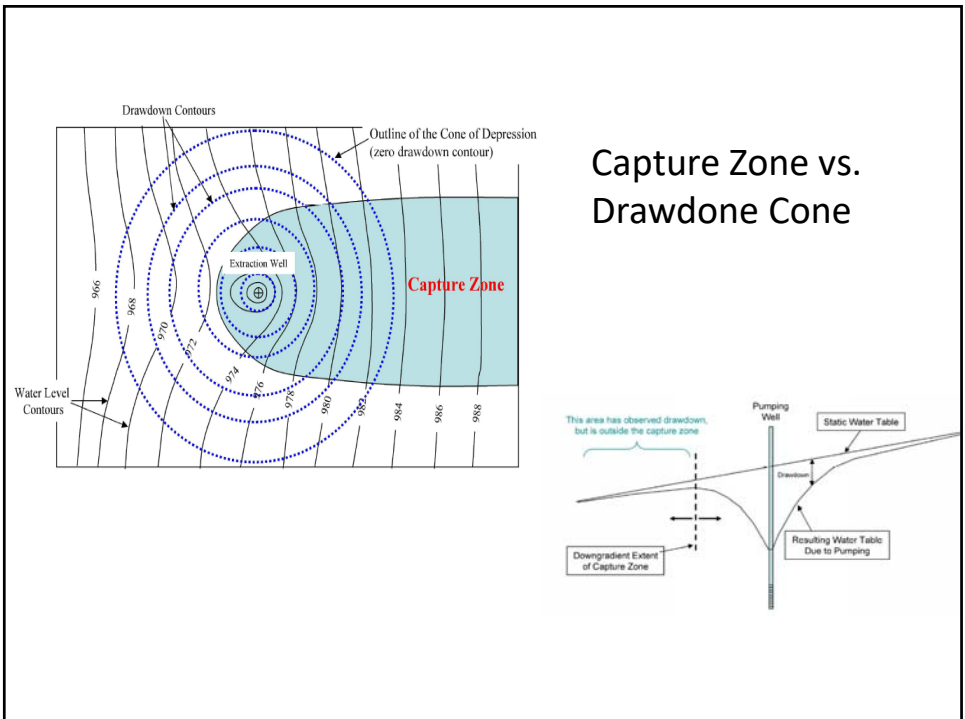 Capture Zone vs.
Drawdone Cone
Drawdown Contours
Outline of the Cone of Depression
(zero drawdown contour)
Extraction Well
Capture Zone
966
968
970
972
974
976
978
980
982
984
986
988
Water Level
Contours
This area has observed drawdown,
but is outside the capture zone
Pumping
Well
Static Water Table
Drawdown
Resulting Water Table
Due to Pumping
Downgradient Extent
of Capture Zone